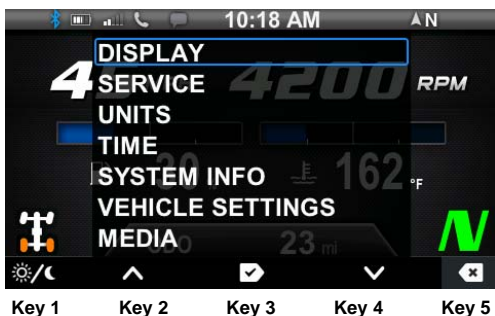 10:18 AM N
DISPLAY
4 SERVICE 4200 RPM
UNITS
TIME
SYSTEM INFO 162 °F
VEHICLE SETTINGS
MEDIA ODO 23 mi N
Key 1 Key 2 Key 3 Key 4 Key 5